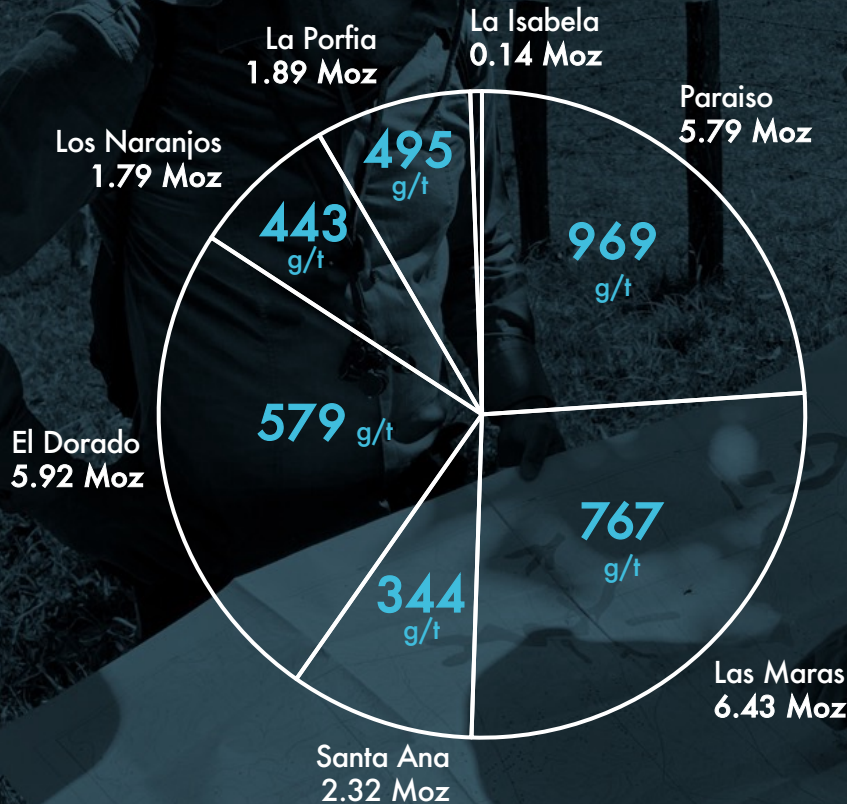 La Isabela
0.14 Moz
La Porfia
1.89 Moz
Paraiso
5.79 Moz
Los Naranjos
1.79 Moz
495
g/t
443
g/t
969
g/t
579 g/t
El Dorado
5.92 Moz
767
g/t
344
g/t
Las Maras
6.43 Moz
Santa Ana
2.32 Moz